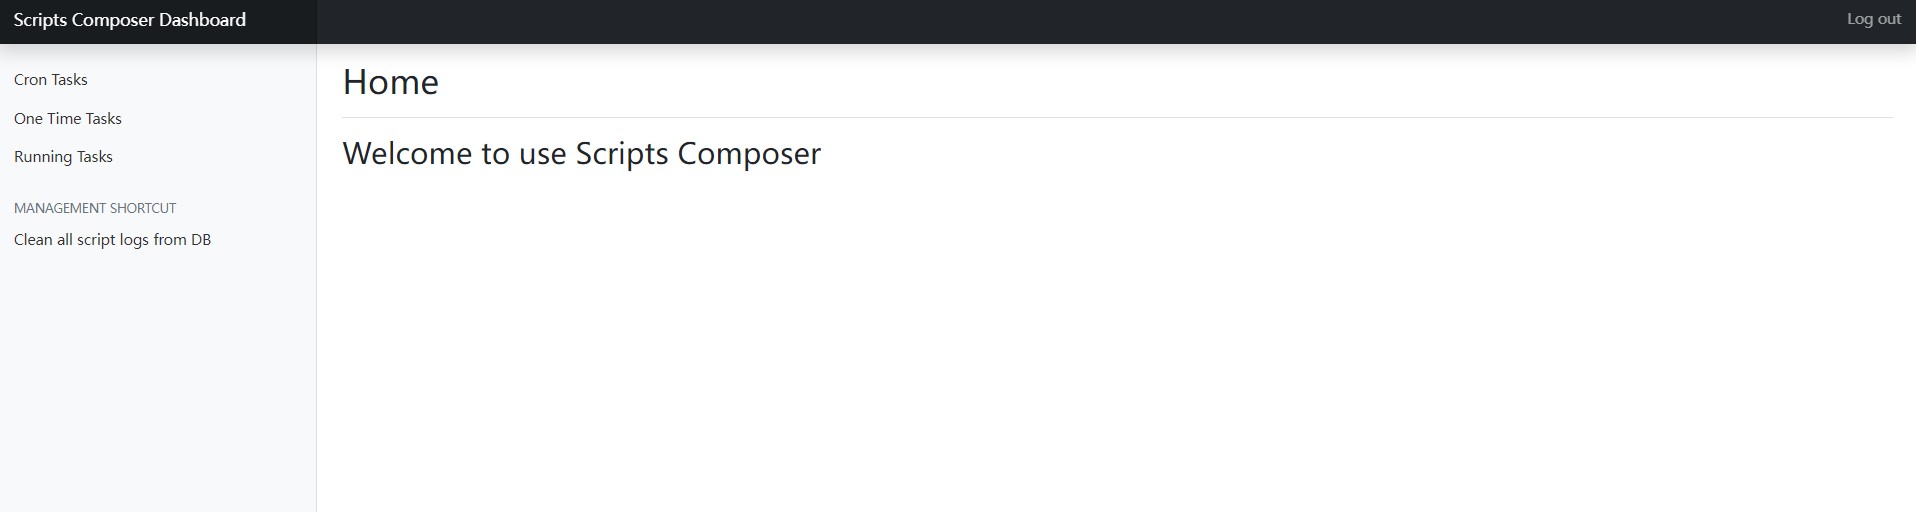 Scripts Composer Dashboard
Log out
Cron Tasks
One Time Tasks
Running Tasks
MANAGEMENT SHORTCUT
Clean all script logs from DB
Home
Welcome to use Scripts Composer